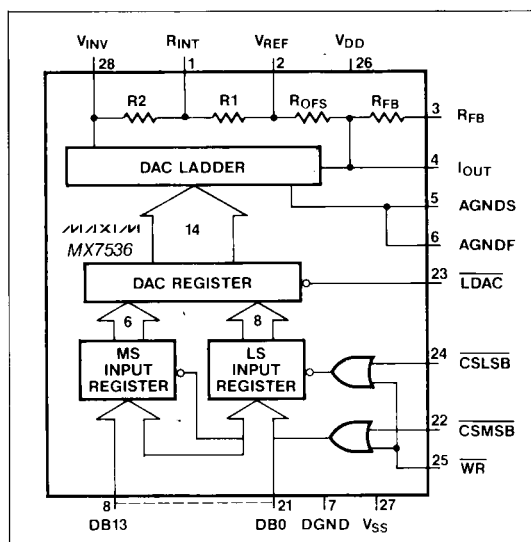 VINV RINT VREF VDD
28 1 2 26
R2 R1 ROFS RFB 3 RFB
DAC LADDER 4 IOUT
5 AGNDS
14
MAXIM
MX7536 6 AGNDF
DAC REGISTER 23 LDAC
6 8
MS INPUT REGISTER
LS INPUT REGISTER
24 CSLSB
22 CSMSB
25 WR
8 21 7 27
DB13 DB0 DGND VSS